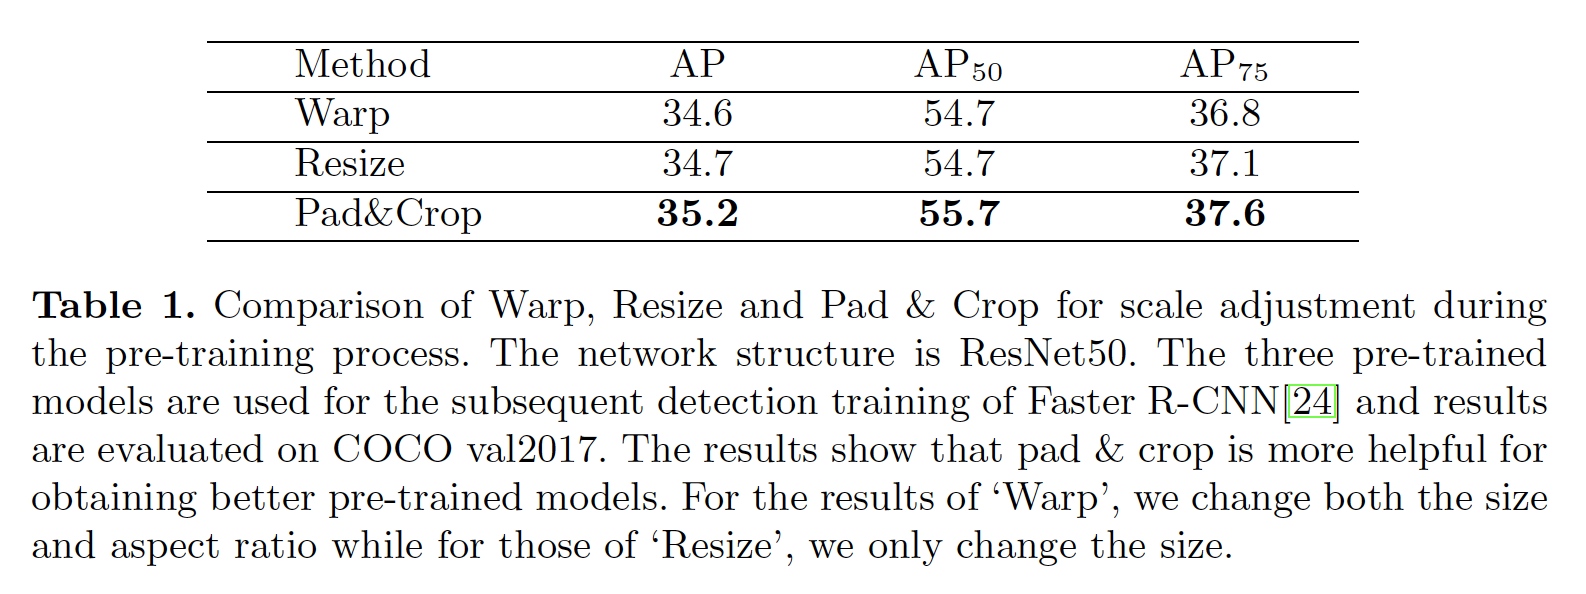 Method AP AP50 AP75
Warp 34.6 54.7 36.8
Resize 34.7 54.7 37.1
Pad&Crop 35.2 55.7 37.6
Table 1. Comparison of Warp, Resize and Pad & Crop for scale adjustment during
the pre-training process. The network structure is ResNet50. The three pre-trained
models are used for the subsequent detection training of Faster R-CNN[24] and results
are evaluated on COCO val2017. The results show that pad & crop is more helpful for
obtaining better pre-trained models. For the results of ‘Warp’, we change both the size
and aspect ratio while for those of ‘Resize’, we only change the size.